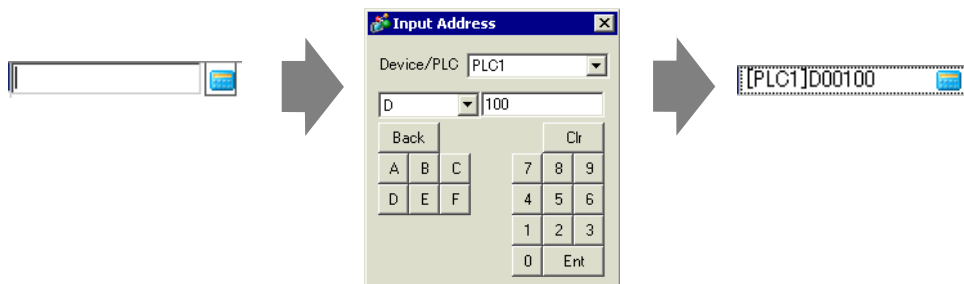 Input Address
Device/PLC PLC1
[PLC1]D00100
D 100
Back Clr
A B C 7 8 9
D E F 4 5 6
1 2 3
0 Ent